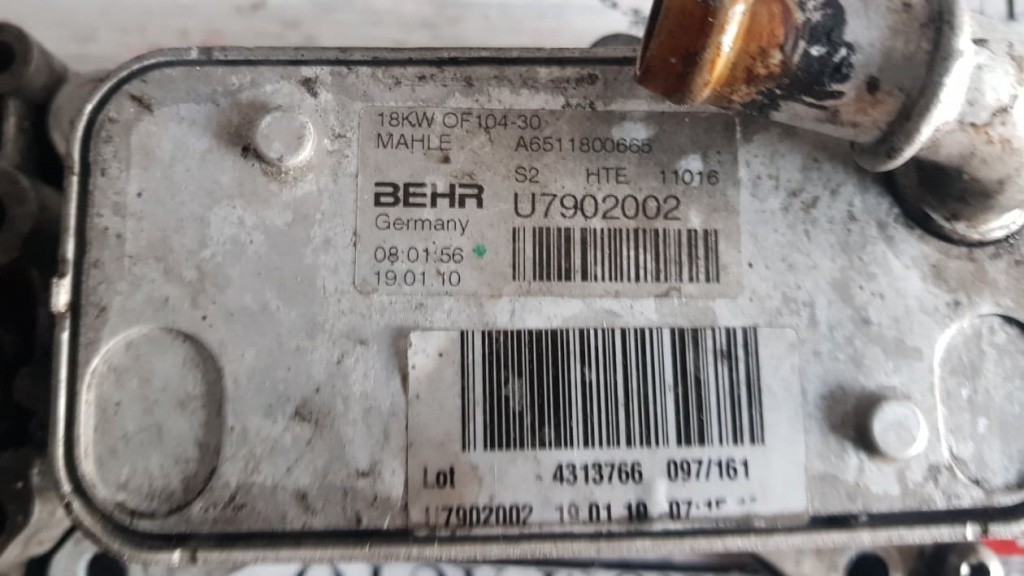 18KW OF104-30
MAHLE A6511800665
S2 HTE 11016
BEHR U7902002
Germany
08:01:56
19.01.10
Lot 4313766 097/161
U7902002 19.01.10